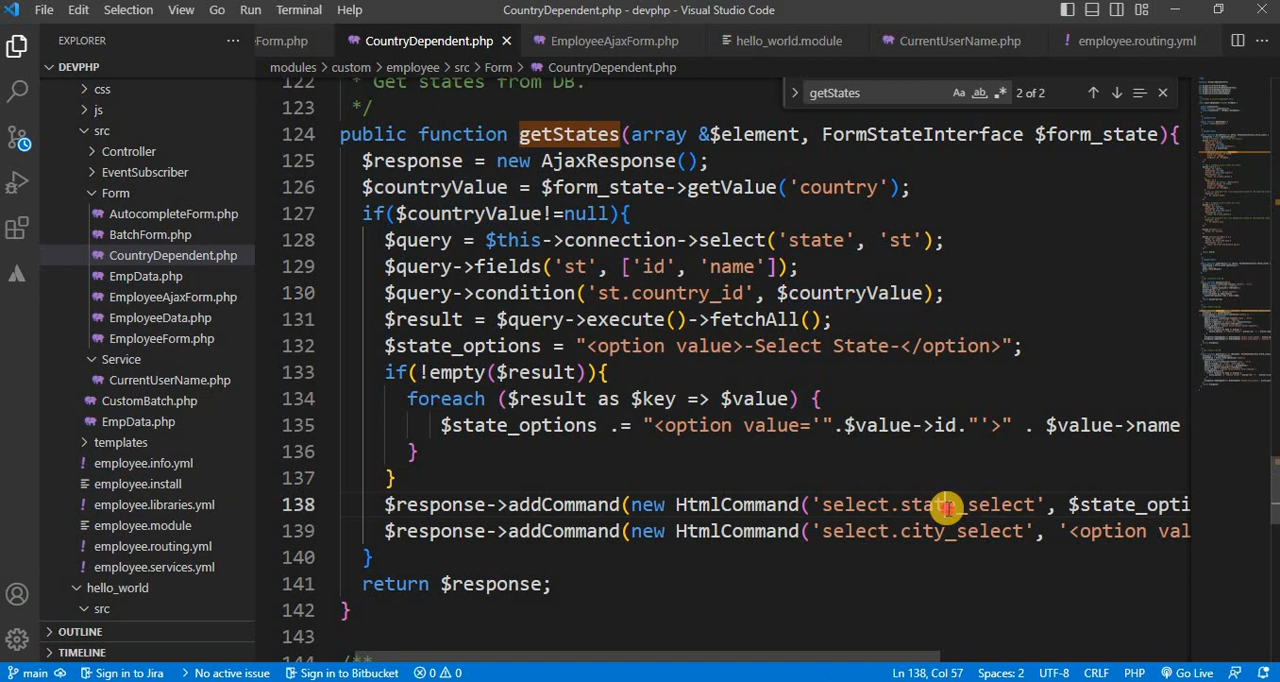 File Edit Selection View Go Run Terminal Help
CountryDependent.php - devphp - Visual Studio Code
EXPLORER
Form.php
CountryDependent.php
EmployeeAjaxForm.php
hello_world.module
CurrentUserName.php
employee.routing.yml
DEVPHP
css
js
src
Controller
EventSubscriber
Form
AutocompleteForm.php
BatchForm.php
CountryDependent.php
EmpData.php
EmployeeAjaxForm.php
EmployeeData.php
EmployeeForm.php
Service
CurrentUserName.php
CustomBatch.php
EmpData.php
templates
employee.info.yml
employee.install
employee.libraries.yml
employee.module
employee.routing.yml
employee.services.yml
hello_world
src
OUTLINE
TIMELINE
modules > custom > employee > src > Form > CountryDependent.php
getStates Aa ab .* 2 of 2
122 * Get states from DB.
123 */
124 public function getStates(array &$element, FormStateInterface $form_state){
125 $response = new AjaxResponse();
126 $countryValue = $form_state->getValue('country');
127 if($countryValue!=null){
128 $query = $this->connection->select('state', 'st');
129 $query->fields('st', ['id', 'name']);
130 $query->condition('st.country_id', $countryValue);
131 $result = $query->execute()->fetchAll();
132 $state_options = "<option value>-Select State-</option>";
133 if(!empty($result)){
134 foreach ($result as $key => $value) {
135 $state_options .= "<option value='".$value->id."'>" . $value->name
136 }
137 }
138 $response->addCommand(new HtmlCommand('select.state_select', $state_opti
139 $response->addCommand(new HtmlCommand('select.city_select', '<option val
140 }
141 return $response;
142 }
143
144 /**
main Sign in to Jira No active issue Sign in to Bitbucket 0 0 Ln 138, Col 57 Spaces: 2 UTF-8 CRLF PHP Go Live